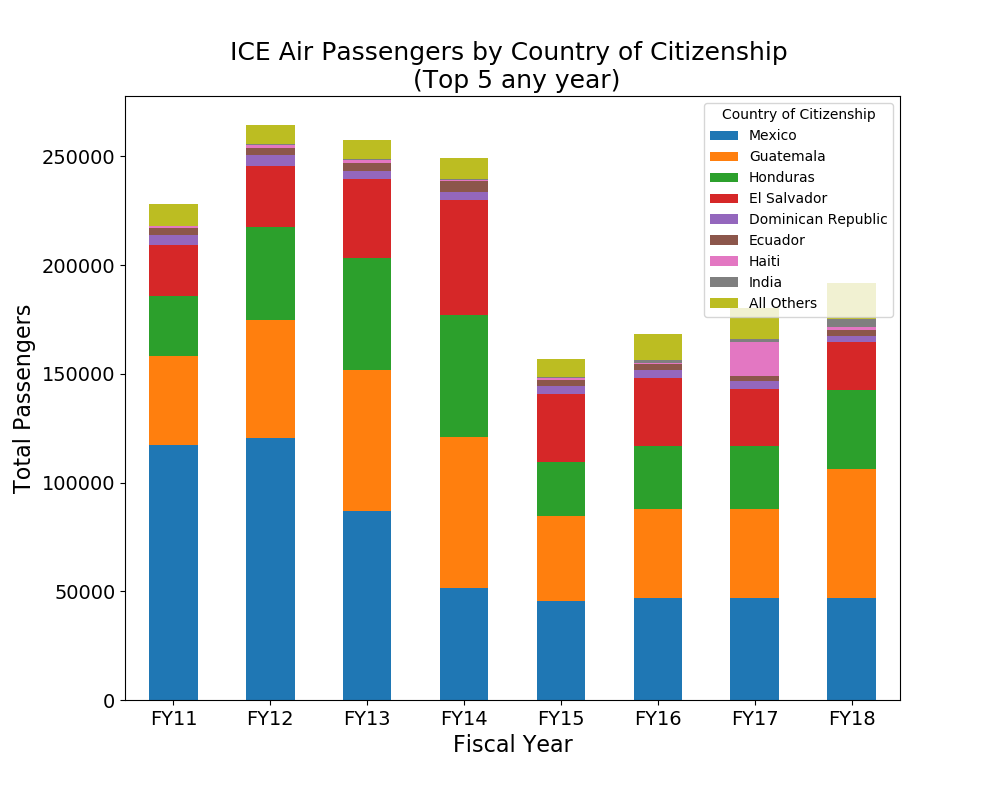 ICE Air Passengers by Country of Citizenship
(Top 5 any year)
Country of Citizenship
Mexico
Guatemala
Honduras
El Salvador
Dominican Republic
Ecuador
Haiti
India
All Others
Total Passengers
250000
200000
150000
100000
50000
0
FY11 FY12 FY13 FY14 FY15 FY16 FY17 FY18
Fiscal Year